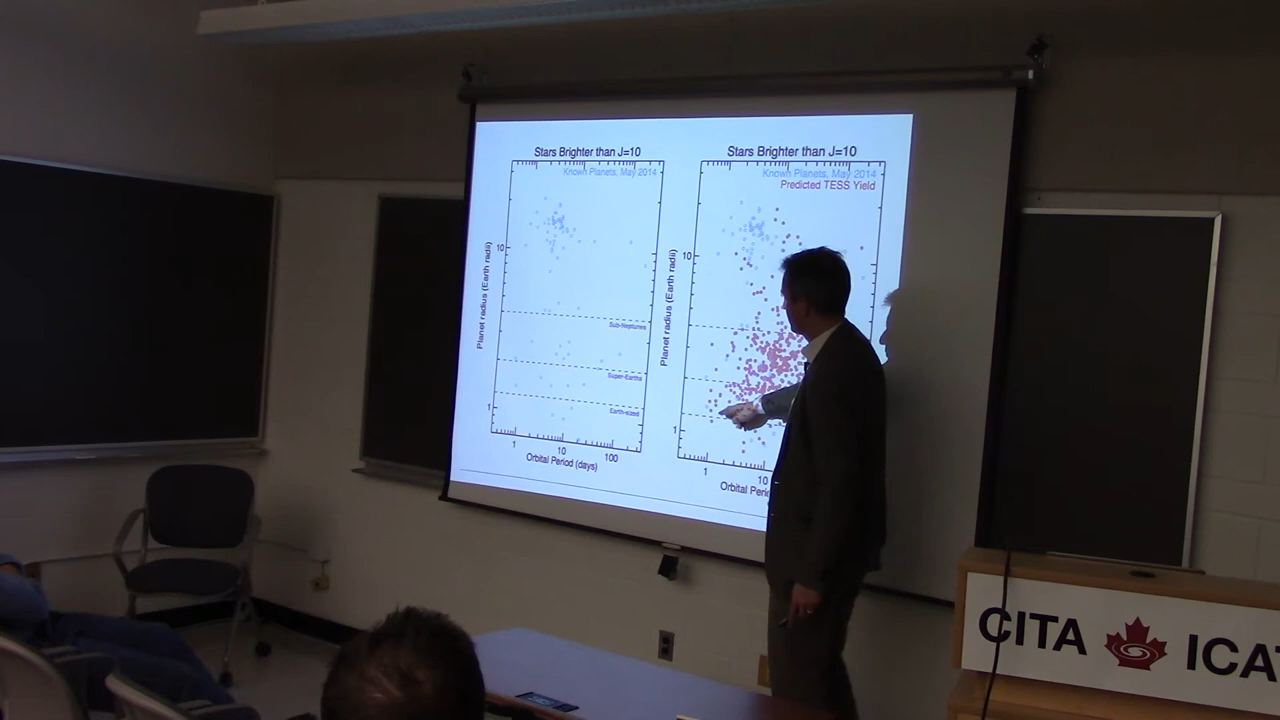 Stars Brighter than J=10
Known Planets, May 2014
10
Planet radius (Earth radii)
Sub-Neptunes
Super-Earths
Earth-sized
1
1 10 100
Orbital Period (days)
Stars Brighter than J=10
Known Planets, May 2014
Predicted TESS Yield
10
Planet radius (Earth radii)
1
1 10
Orbital Perio
CITA ICAT